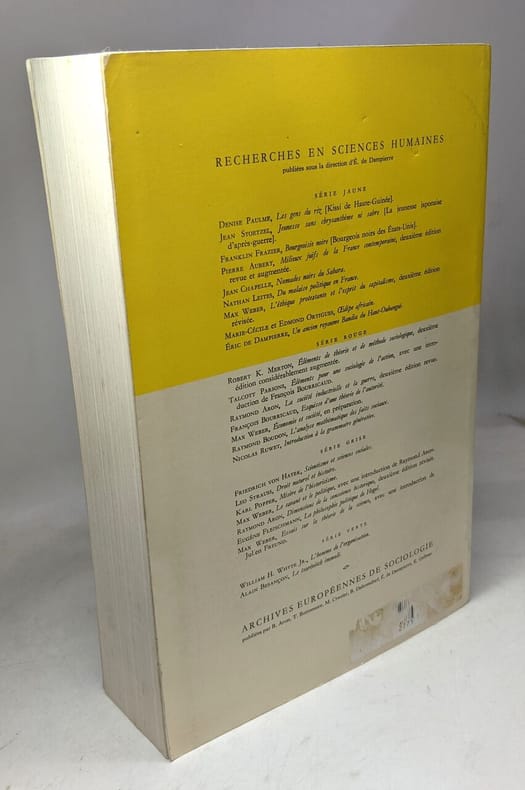 RECHERCHES EN SCIENCES HUMAINES
publiées sous la direction d'É. de Dampierre
SÉRIE JAUNE
DENISE PAULME, Les gens du riz [Kissi de Haute-Guinée].
JEAN STOETZEL, Jeunesse sans chrysanthème ni sabre [La jeunesse japonaise
d'après-guerre].
FRANKLIN FRAZIER, Bourgeoisie noire [Bourgeois noirs des États-Unis].
PIERRE AUBERY, Milieux juifs de la France contemporaine, deuxième édition
revue et augmentée.
JEAN CHAPELLE, Nomades noirs du Sahara.
NATHAN LEITES, Du malaise politique en France.
MAX WEBER, L'éthique protestante et l'esprit du capitalisme, deuxième édition
révisée.
MARIE-CÉCILE et EDMOND ORTIGUES, Œdipe africain.
ÉRIC DE DAMPIERRE, Un ancien royaume Bandia du Haut-Oubangui.
SÉRIE ROUGE
ROBERT K. MERTON, Éléments de théorie et de méthode sociologique, deuxième
édition considérablement augmentée.
TALCOTT PARSONS, Éléments pour une sociologie de l'action, avec une intro-
duction de François Bourricaud.
RAYMOND ARON, La société industrielle et la guerre, deuxième édition revue.
FRANÇOIS BOURRICAUD, Esquisse d'une théorie de l'autorité.
MAX WEBER, Économie et société, en préparation.
RAYMOND BOUDON, L'analyse mathématique des faits sociaux.
NICOLAS RUWET, Introduction à la grammaire générative.
SÉRIE GRISE
FRIEDRICH VON HAYEK, Scientisme et sciences sociales.
LEO STRAUSS, Droit naturel et histoire.
KARL POPPER, Misère de l'historicisme.
MAX WEBER, Le savant et le politique, avec une introduction de Raymond Aron.
RAYMOND ARON, Dimensions de la conscience historique, deuxième édition révisée.
EUGÈNE FLEISCHMANN, La philosophie politique de Hegel.
MAX WEBER, Essais sur la théorie de la science, avec une introduction de
Julien FREUND.
SÉRIE VERTE
WILLIAM H. WHYTE JR., L'homme de l'organisation.
ALAIN BESANÇON, Le tsarévitch immolé.
ARCHIVES EUROPÉENNES DE SOCIOLOGIE
publiées par R. Aron, T. Bottomore, M. Crozier, R. Dahrendorf, É. de Dampierre, E. Gellner